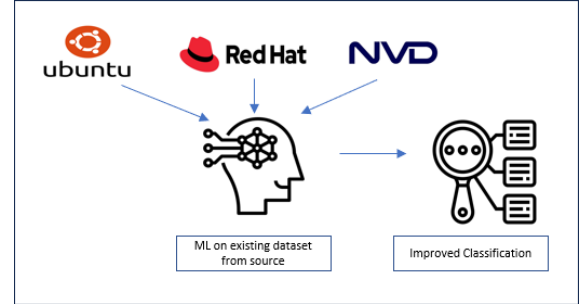 ubuntu
Red Hat
NVD
ML on existing dataset
from source
Improved Classification